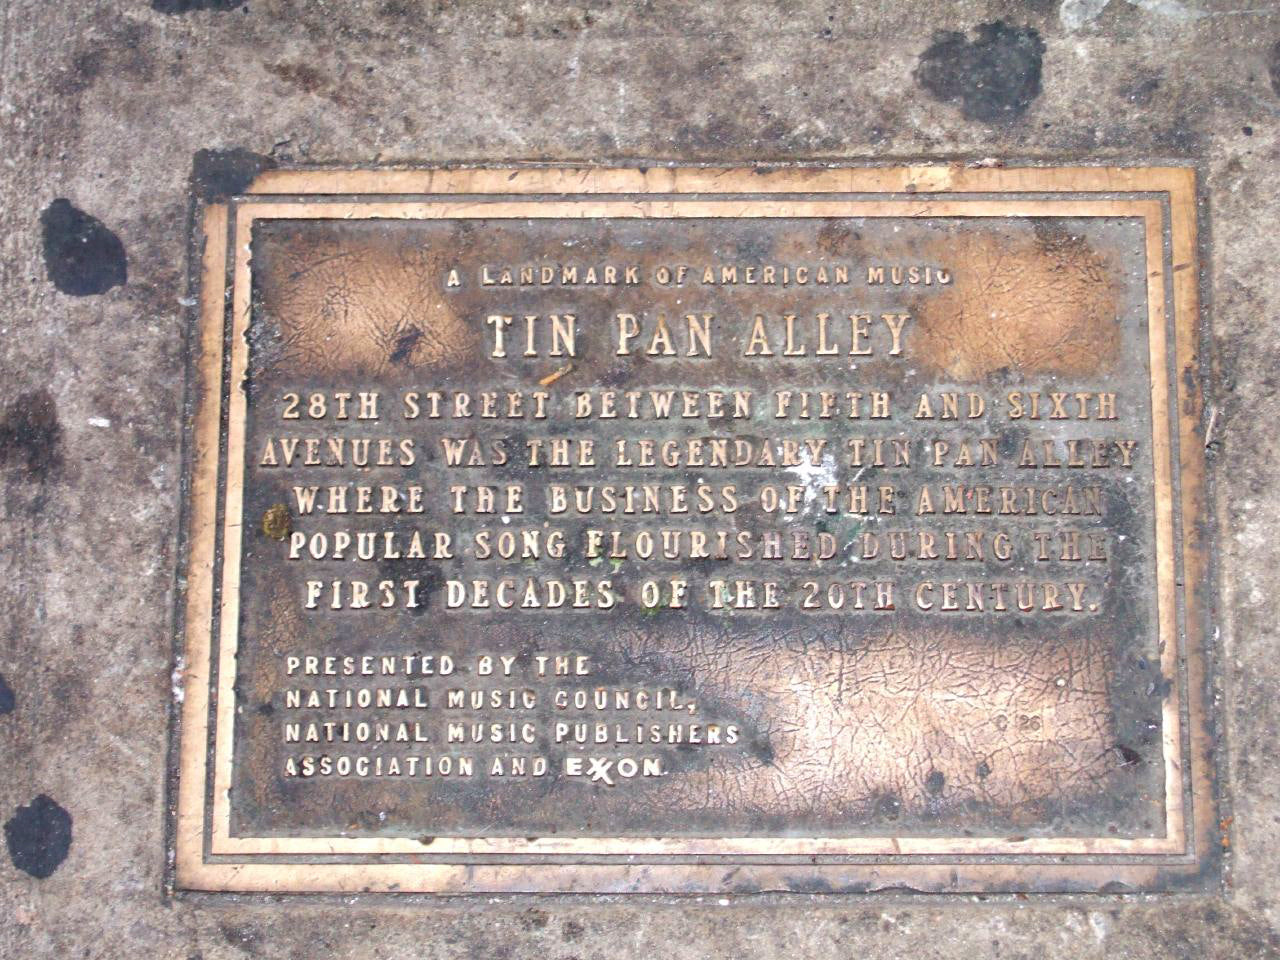 A LANDMARK OF AMERICAN MUSIC
TIN PAN ALLEY
28TH STREET BETWEEN FIFTH AND SIXTH
AVENUES WAS THE LEGENDARY TIN PAN ALLEY
WHERE THE BUSINESS OF THE AMERICAN
POPULAR SONG FLOURISHED DURING THE
FIRST DECADES OF THE 20TH CENTURY.
PRESENTED BY THE
NATIONAL MUSIC COUNCIL,
NATIONAL MUSIC PUBLISHERS
ASSOCIATION AND EXXON.